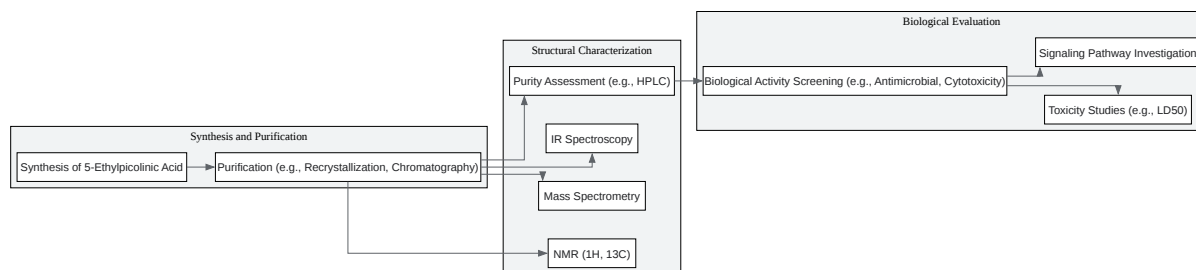 Synthesis and Purification
Synthesis of 5-Ethylpicolinic Acid
Purification (e.g., Recrystallization, Chromatography)
Structural Characterization
Purity Assessment (e.g., HPLC)
IR Spectroscopy
Mass Spectrometry
NMR (1H, 13C)
Biological Evaluation
Biological Activity Screening (e.g., Antimicrobial, Cytotoxicity)
Signaling Pathway Investigation
Toxicity Studies (e.g., LD50)